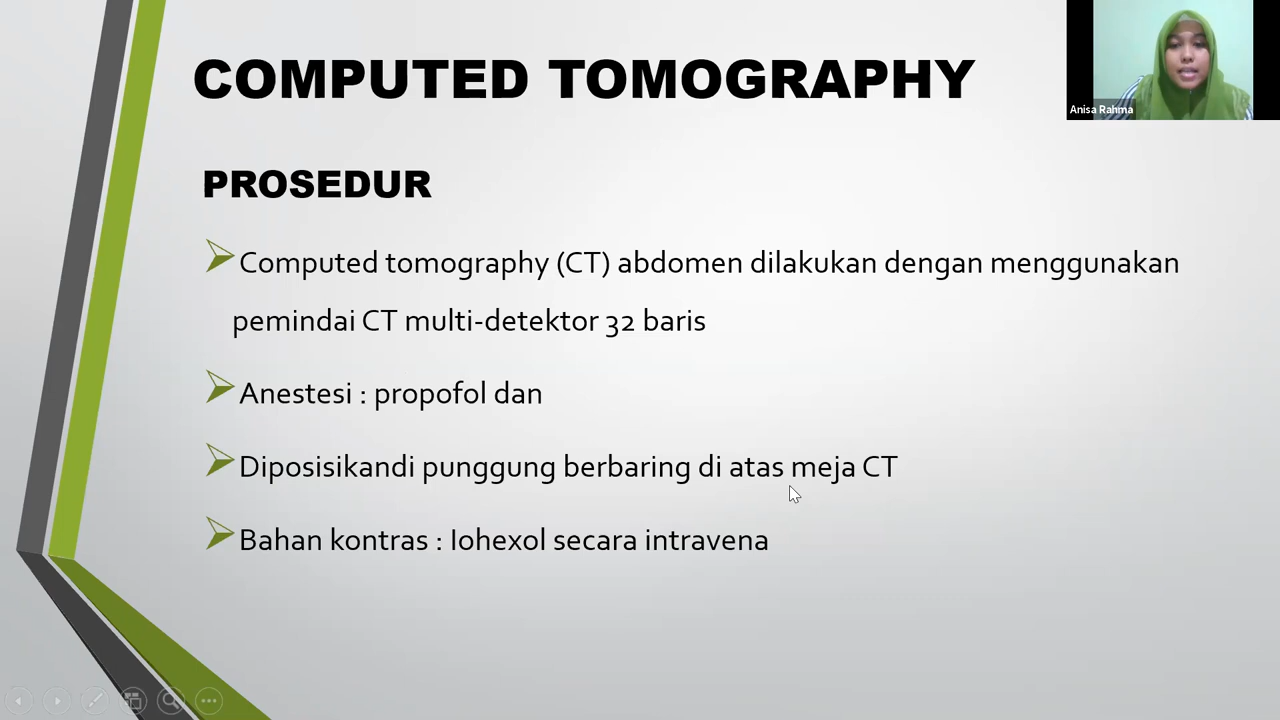 COMPUTED TOMOGRAPHY
Anisa Rahma
PROSEDUR
Computed tomography (CT) abdomen dilakukan dengan menggunakan
pemindai CT multi-detektor 32 baris
Anestesi : propofol dan
Diposisikandi punggung berbaring di atas meja CT
Bahan kontras : Iohexol secara intravena